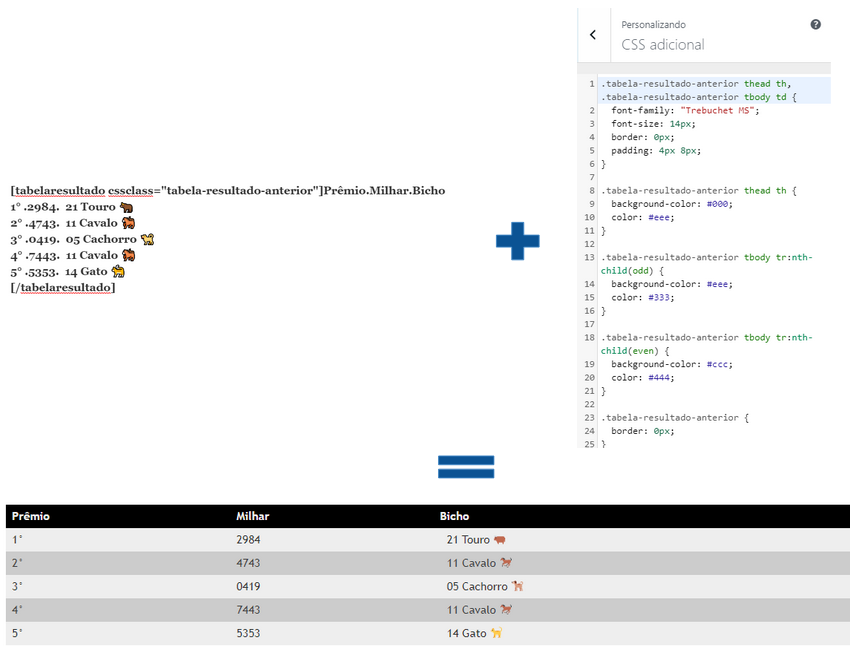 [tabelaresultado cssclass="tabela-resultado-anterior"]Prêmio.Milhar.Bicho
1° .2984.  21 Touro 🐂
2° .4743.  11 Cavalo 🐎
3° .0419.  05 Cachorro 🐕
4° .7443.  11 Cavalo 🐎
5° .5353.  14 Gato 🐈
[/tabelaresultado]
Personalizando
CSS adicional
1 .tabela-resultado-anterior thead th,
.tabela-resultado-anterior tbody td {
2 font-family: "Trebuchet MS";
3 font-size: 14px;
4 border: 0px;
5 padding: 4px 8px;
6 }
7
8 .tabela-resultado-anterior thead th {
9 background-color: #000;
10 color: #eee;
11 }
12
13 .tabela-resultado-anterior tbody tr:nth-
child(odd) {
14 background-color: #eee;
15 color: #333;
16 }
17
18 .tabela-resultado-anterior tbody tr:nth-
child(even) {
19 background-color: #ccc;
20 color: #444;
21 }
22
23 .tabela-resultado-anterior {
24 border: 0px;
25 }
Prêmio Milhar Bicho
1° 2984 21 Touro 🐂
2° 4743 11 Cavalo 🐎
3° 0419 05 Cachorro 🐕
4° 7443 11 Cavalo 🐎
5° 5353 14 Gato 🐈